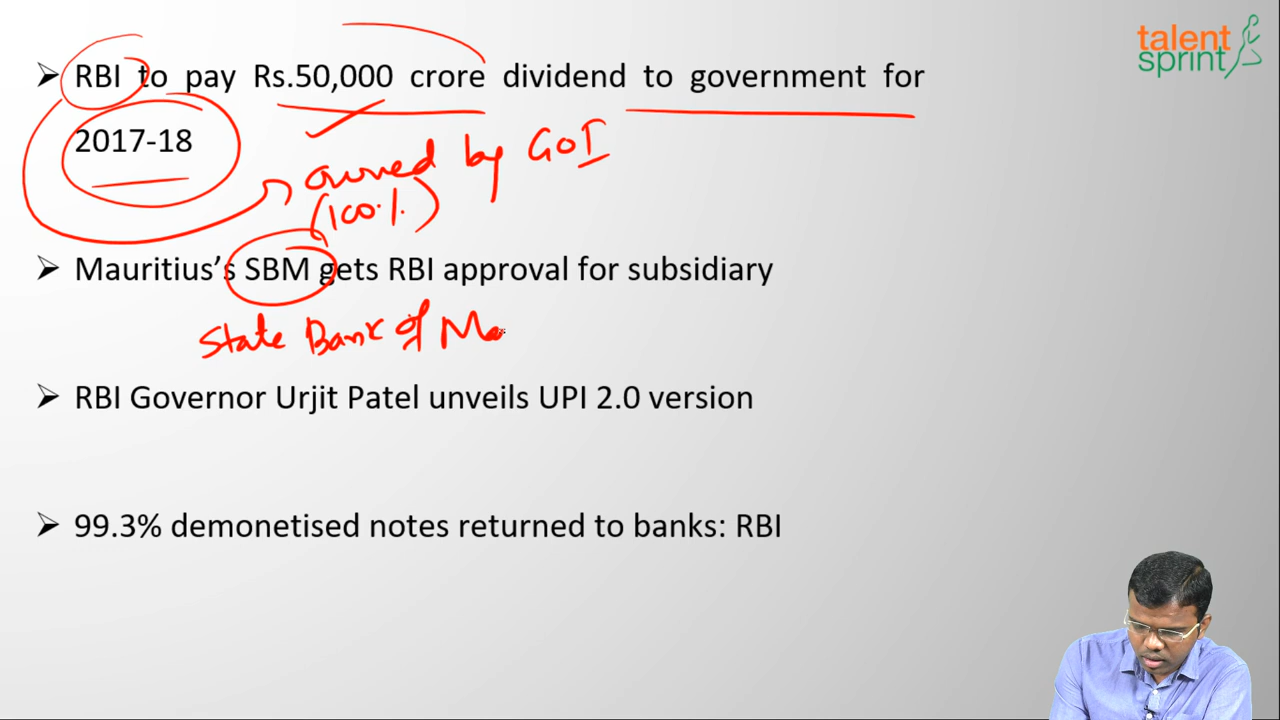 talent
sprint
➢ RBI to pay Rs.50,000 crore dividend to government for
2017-18
owned by GOI
(100%)
➢ Mauritius’s SBM gets RBI approval for subsidiary
State Bank of Ma
➢ RBI Governor Urjit Patel unveils UPI 2.0 version
➢ 99.3% demonetised notes returned to banks: RBI